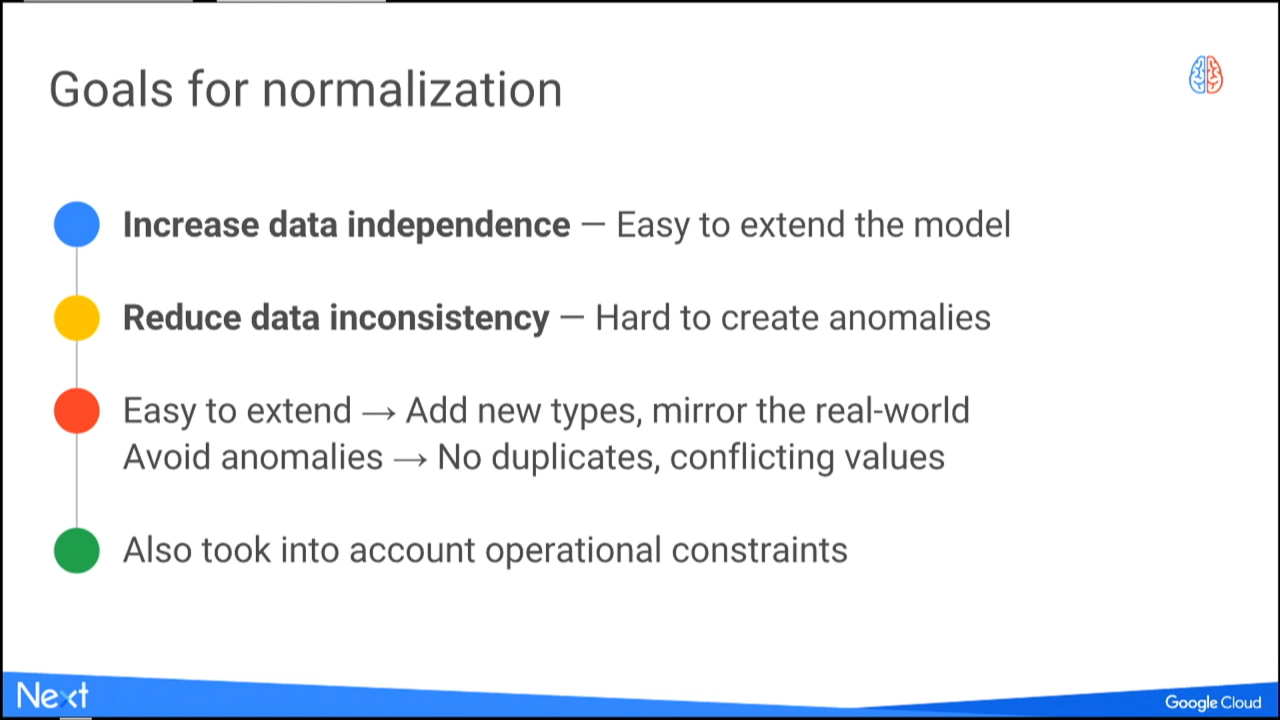 Goals for normalization
Increase data independence — Easy to extend the model
Reduce data inconsistency — Hard to create anomalies
Easy to extend → Add new types, mirror the real-world
Avoid anomalies → No duplicates, conflicting values
Also took into account operational constraints
Next
Google Cloud